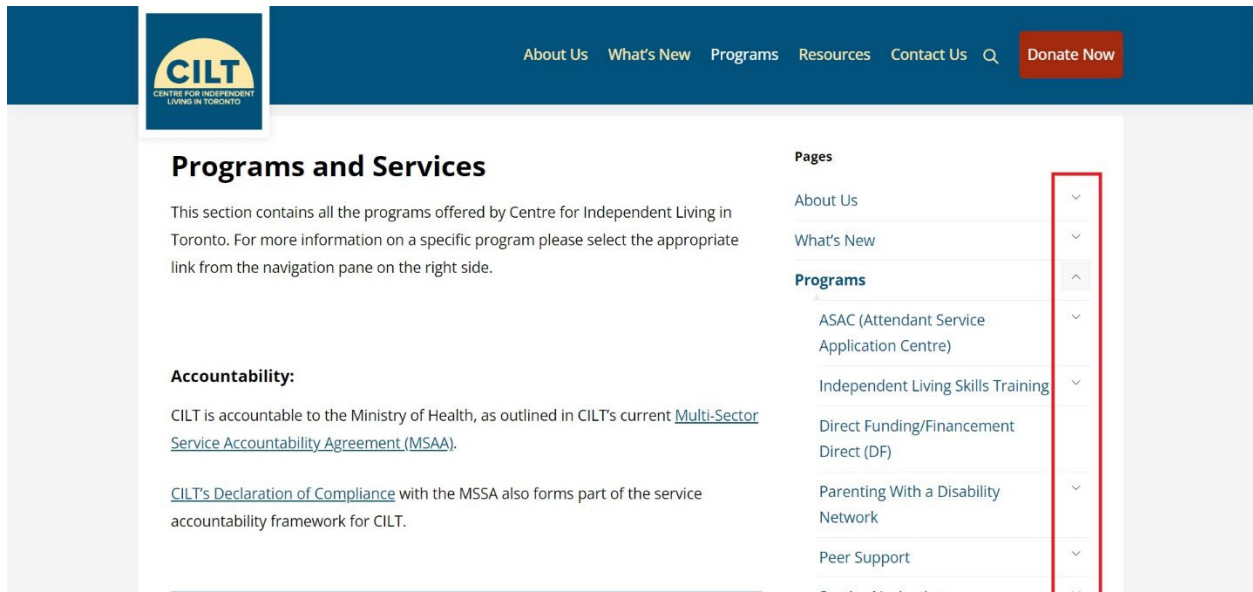 CILT
CENTRE FOR INDEPENDENT
LIVING IN TORONTO
About Us What's New Programs Resources Contact Us Donate Now
Programs and Services
This section contains all the programs offered by Centre for Independent Living in
Toronto. For more information on a specific program please select the appropriate
link from the navigation pane on the right side.
Accountability:
CILT is accountable to the Ministry of Health, as outlined in CILT's current Multi-Sector
Service Accountability Agreement (MSAA).
CILT's Declaration of Compliance with the MSSA also forms part of the service
accountability framework for CILT.
Pages
About Us
What's New
Programs
ASAC (Attendant Service
Application Centre)
Independent Living Skills Training
Direct Funding/Financement
Direct (DF)
Parenting With a Disability
Network
Peer Support